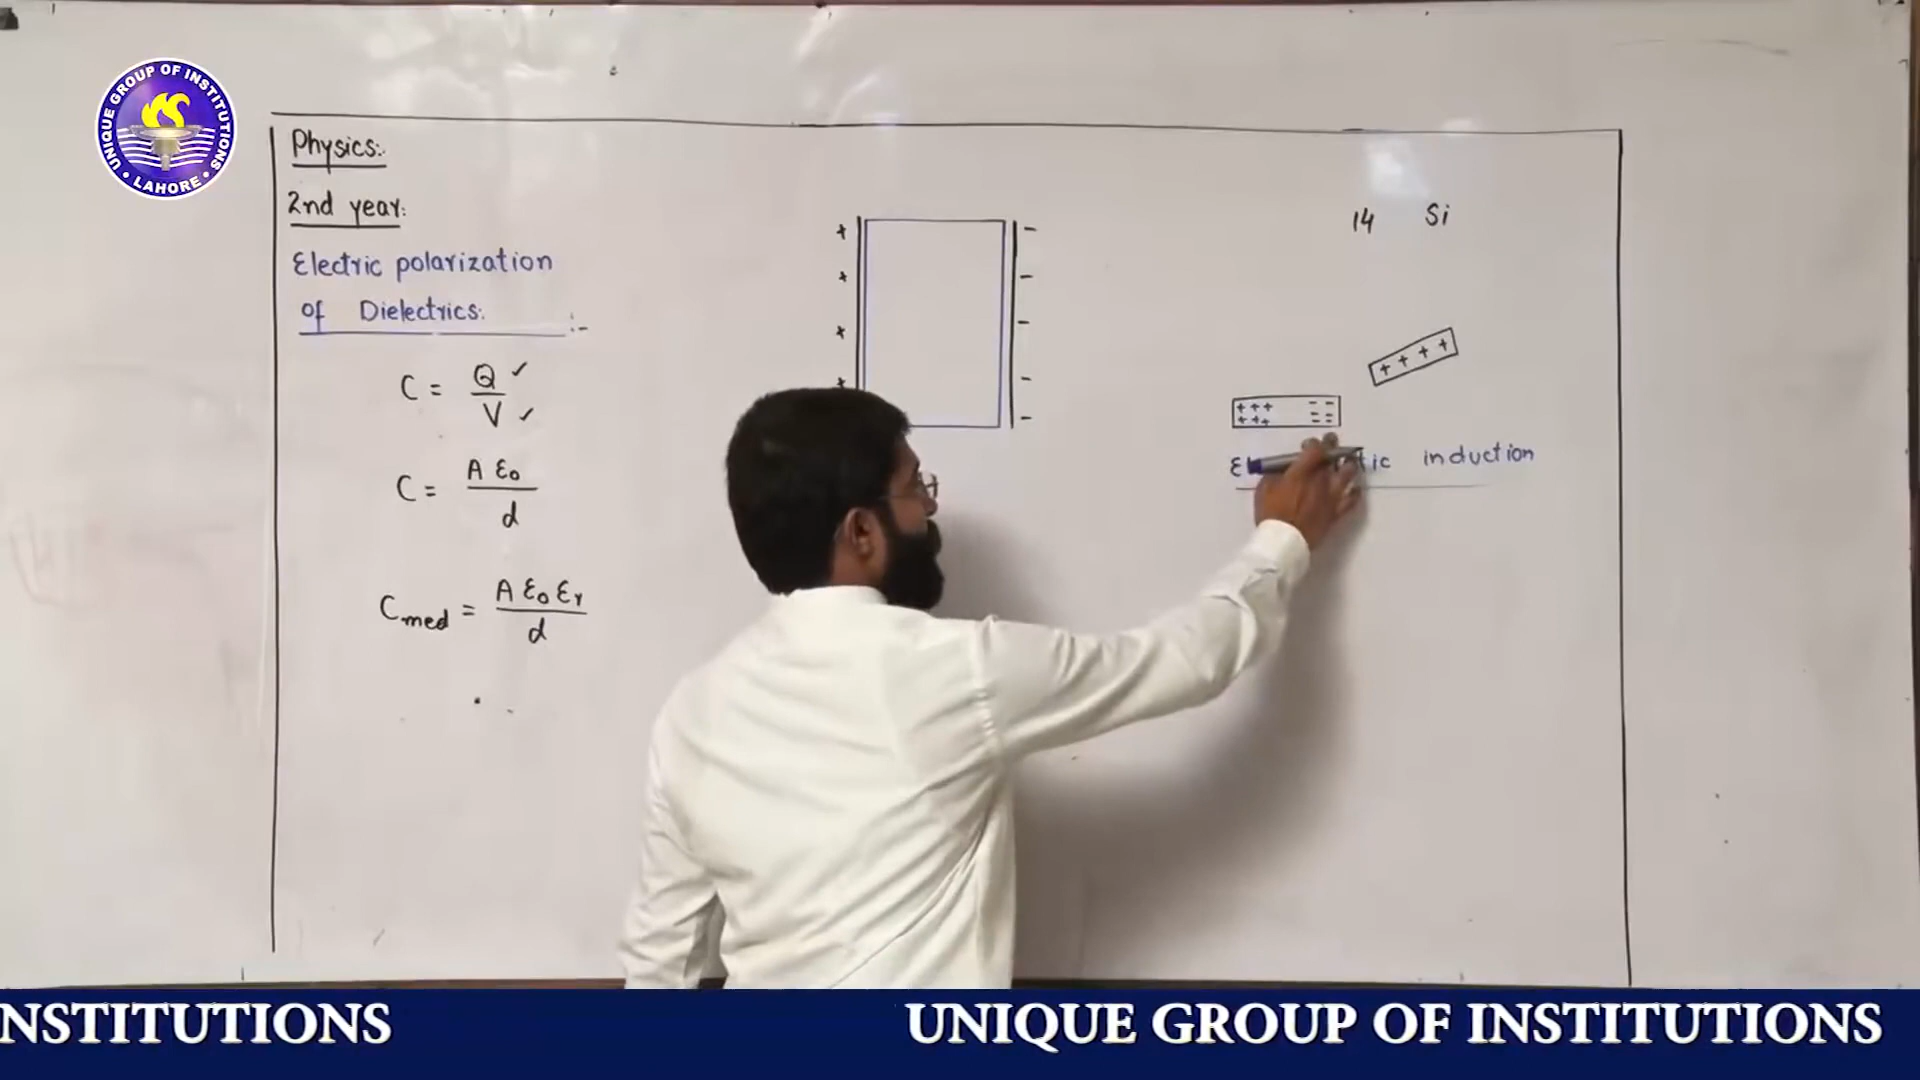 UNIQUE GROUP OF INSTITUTIONS
• LAHORE •
Physics:
2nd year:
Electric polarization
of Dielectrics. :-
C = Q ✓
V ✓
C = A ε₀
d
Cmed = A ε₀ εr
d
+ -
+ -
+ -
+ -
-
14 Si
+ + + +
+ + + - -
+ + + = =
induction
NSTITUTIONS UNIQUE GROUP OF INSTITUTIONS